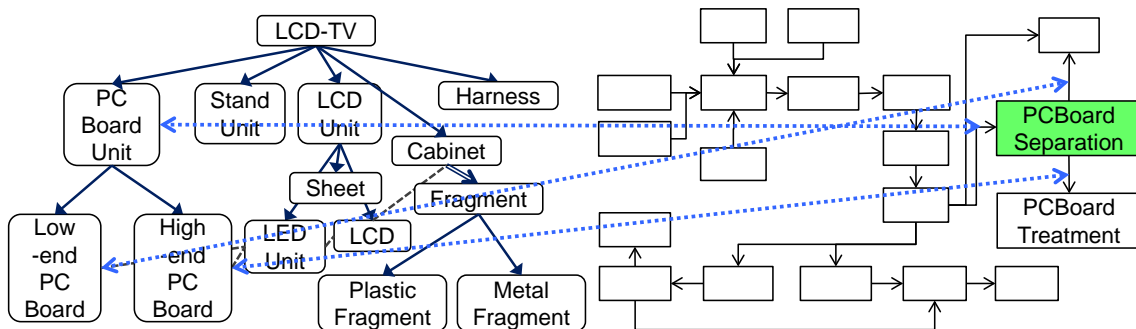 LCD-TV
PC
Board
Unit
Stand
Unit
LCD
Unit
Harness
Cabinet
Sheet
Fragment
Low
-end
PC
Board
High
-end
PC
Board
LED
Unit
LCD
Plastic
Fragment
Metal
Fragment
PCBoard
Separation
PCBoard
Treatment